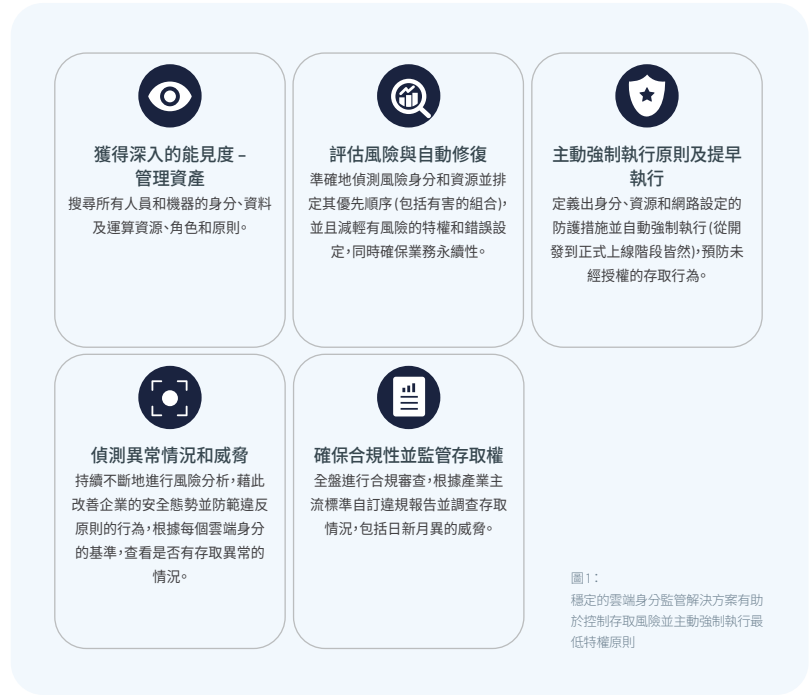 獲得深入的能見度 –
管理資產
搜尋所有人員和機器的身分、資料
及運算資源、角色和原則。
評估風險與自動修復
準確地偵測風險身分和資源並排
定其優先順序(包括有害的組合)，
並且減輕有風險的特權和錯誤設
定，同時確保業務永續性。
主動強制執行原則及提早
執行
定義出身分、資源和網路設定的
防護措施並自動強制執行(從開
發到正式上線階段皆然)，預防未
經授權的存取行為。
偵測異常情況和威脅
持續不斷地進行風險分析，藉此
改善企業的安全態勢並防範違反
原則的行為，根據每個雲端身分
的基準，查看是否有存取異常的
情況。
確保合規性並監管存取權
全盤進行合規審查，根據產業主
流標準自訂違規報告並調查存取
情況，包括日新月異的威脅。
圖1：
穩定的雲端身分監管解決方案有助
於控制存取風險並主動強制執行最
低特權原則